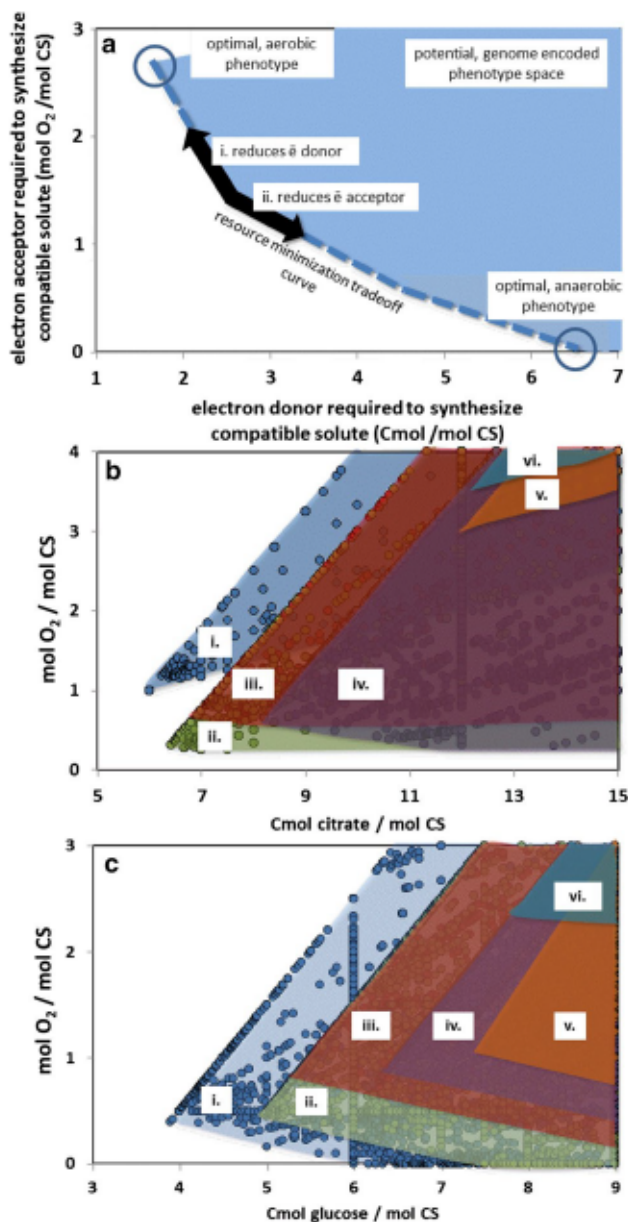 a
electron acceptor required to synthesize
compatible solute (mol O₂ /mol CS)
3
2
1
0
optimal, aerobic
phenotype
potential, genome encoded
phenotype space
i. reduces ē donor
ii. reduces ē acceptor
resource minimization tradeoff
curve
optimal, anaerobic
phenotype
1 2 3 4 5 6 7
electron donor required to synthesize
compatible solute (Cmol /mol CS)
b
mol O₂ / mol CS
4
3
2
1
0
vi.
v.
i.
iii.
iv.
ii.
5 7 9 11 13 15
Cmol citrate / mol CS
c
mol O₂ / mol CS
3
2
1
0
vi.
iii.
iv.
v.
i.
ii.
3 4 5 6 7 8 9
Cmol glucose / mol CS